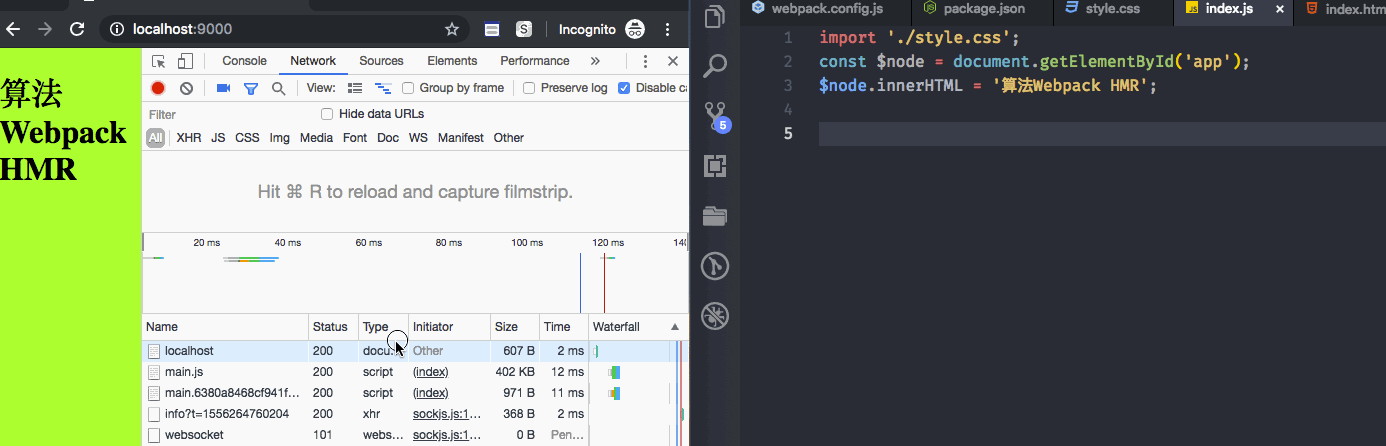 localhost:9000
Incognito
算法
Webpack
HMR
Console
Network
Sources
Elements
Performance
»
View:
Group by frame
Preserve log
Disable ca
Filter
Hide data URLs
All
XHR
JS
CSS
Img
Media
Font
Doc
WS
Manifest
Other
Hit ⌘ R to reload and capture filmstrip.
20 ms
40 ms
60 ms
80 ms
100 ms
120 ms
140
Name Status Type Initiator Size Time Waterfall
localhost 200 docu... Other 607 B 2 ms
main.js 200 script (index) 402 KB 12 ms
main.6380a8468cf941f... 200 script (index) 971 B 11 ms
info?t=1556264760204 200 xhr sockjs.js:1... 368 B 2 ms
websocket 101 webs... sockjs.js:1... 0 B Pen...
5
webpack.config.js
package.json
style.css
JS index.js
index.htm
1 import './style.css';
2 const $node = document.getElementById('app');
3 $node.innerHTML = '算法Webpack HMR';
4
5